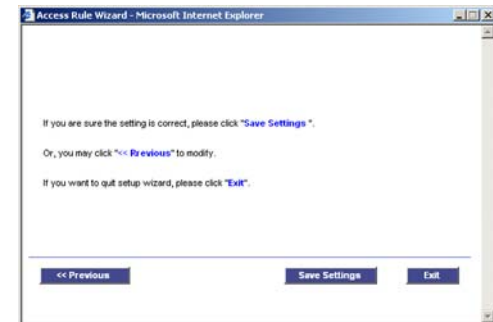 Access Rule Wizard - Microsoft Internet Explorer
If you are sure the setting is correct, please click "Save Settings ".
Or, you may click "<< Rrevious" to modify.
If you want to quit setup wizard, please click "Exit".
<< Previous Save Settings Exit